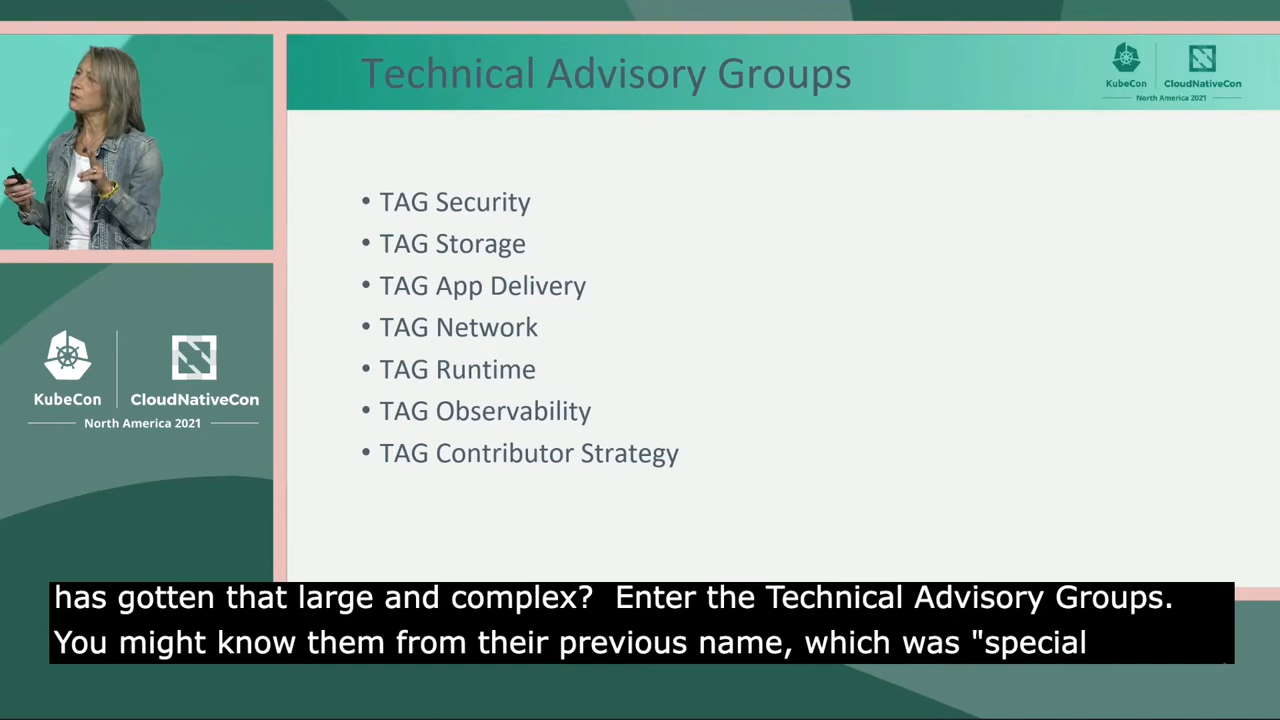 Technical Advisory Groups
KubeCon
CloudNativeCon
North America 2021
• TAG Security
• TAG Storage
• TAG App Delivery
• TAG Network
• TAG Runtime
• TAG Observability
• TAG Contributor Strategy
KubeCon
CloudNativeCon
North America 2021
has gotten that large and complex?  Enter the Technical Advisory Groups.
You might know them from their previous name, which was "special